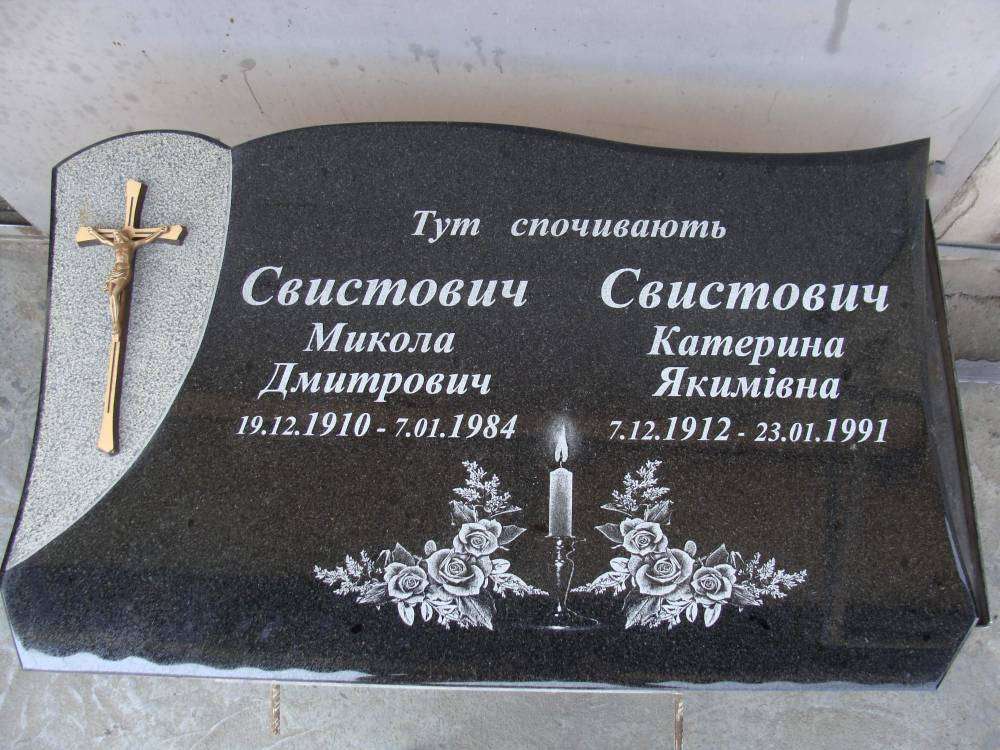 Тут спочивають
Свистович
Микола
Дмитрович
19.12.1910 - 7.01.1984
Свистович
Катерина
Якимівна
7.12.1912 - 23.01.1991